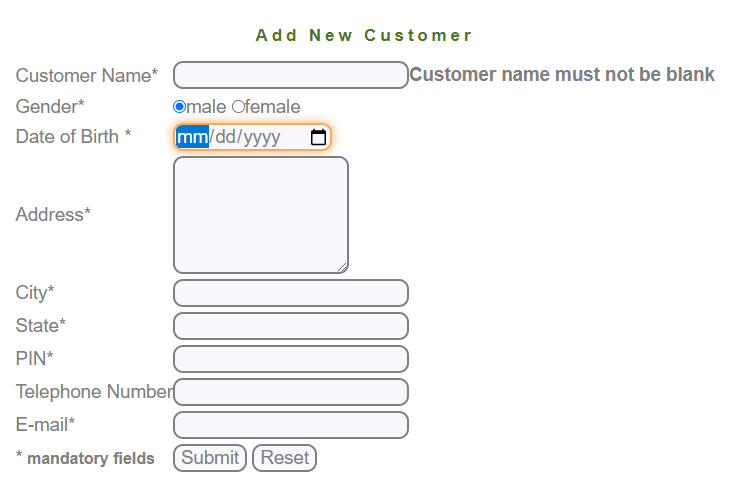 Add New Customer
Customer Name* Customer name must not be blank
Gender* male female
Date of Birth * mm/dd/yyyy
Address*
City*
State*
PIN*
Telephone Number
E-mail*
* mandatory fields Submit Reset